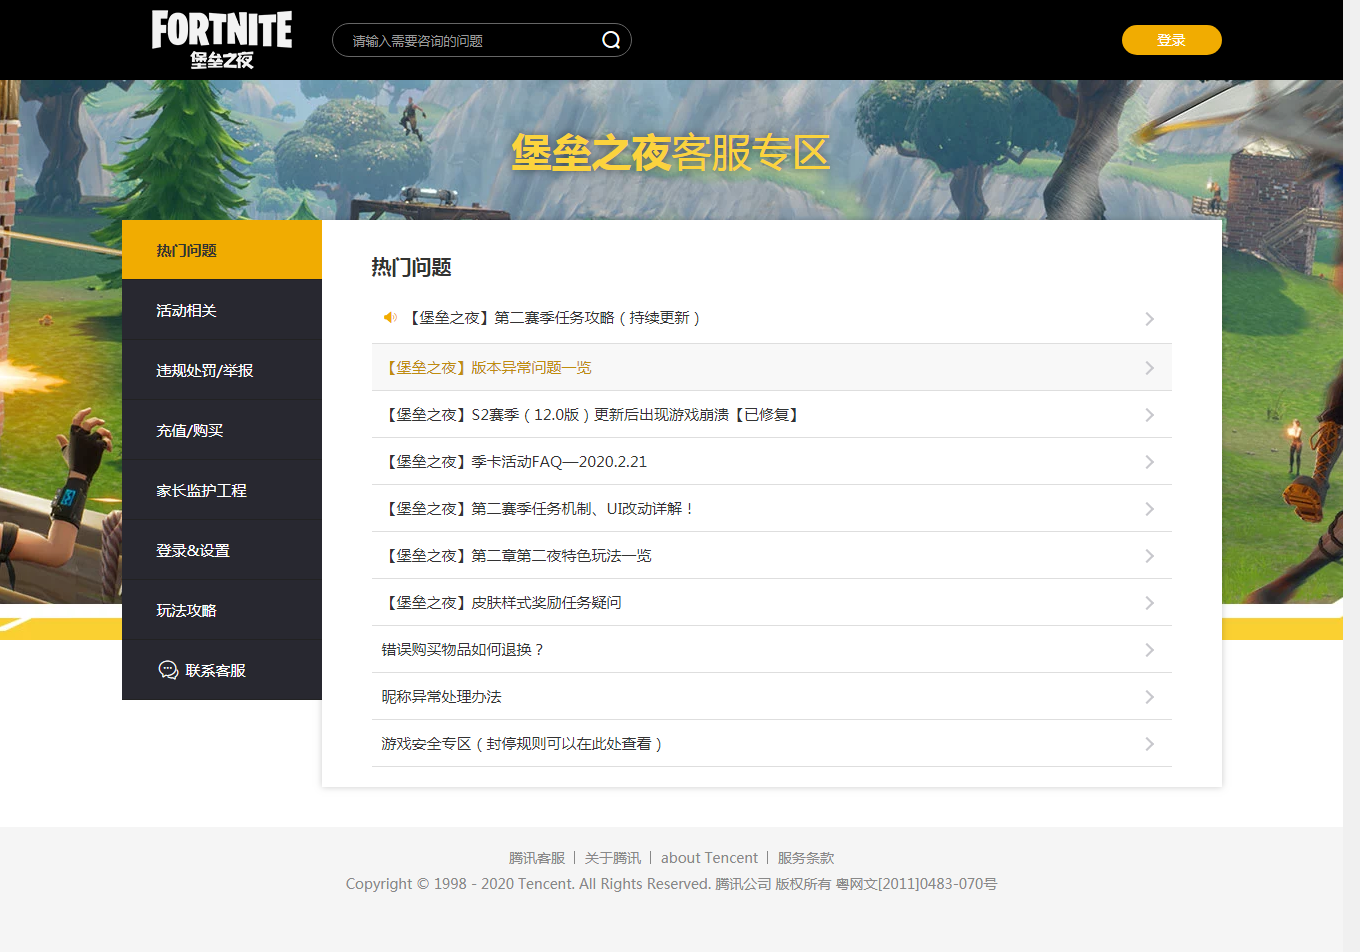 FORTNITE
堡垒之夜
请输入需要咨询的问题
登录
堡垒之夜客服专区
热门问题
活动相关
违规处罚/举报
充值/购买
家长监护工程
登录&设置
玩法攻略
联系客服
热门问题
【堡垒之夜】第二赛季任务攻略（持续更新）
【堡垒之夜】版本异常问题一览
【堡垒之夜】S2赛季（12.0版）更新后出现游戏崩溃【已修复】
【堡垒之夜】季卡活动FAQ—2020.2.21
【堡垒之夜】第二赛季任务机制、UI改动详解！
【堡垒之夜】第二章第二夜特色玩法一览
【堡垒之夜】皮肤样式奖励任务疑问
错误购买物品如何退换？
昵称异常处理办法
游戏安全专区（封停规则可以在此处查看）
腾讯客服 | 关于腾讯 | about Tencent | 服务条款
Copyright © 1998 - 2020 Tencent. All Rights Reserved. 腾讯公司 版权所有 粤网文[2011]0483-070号